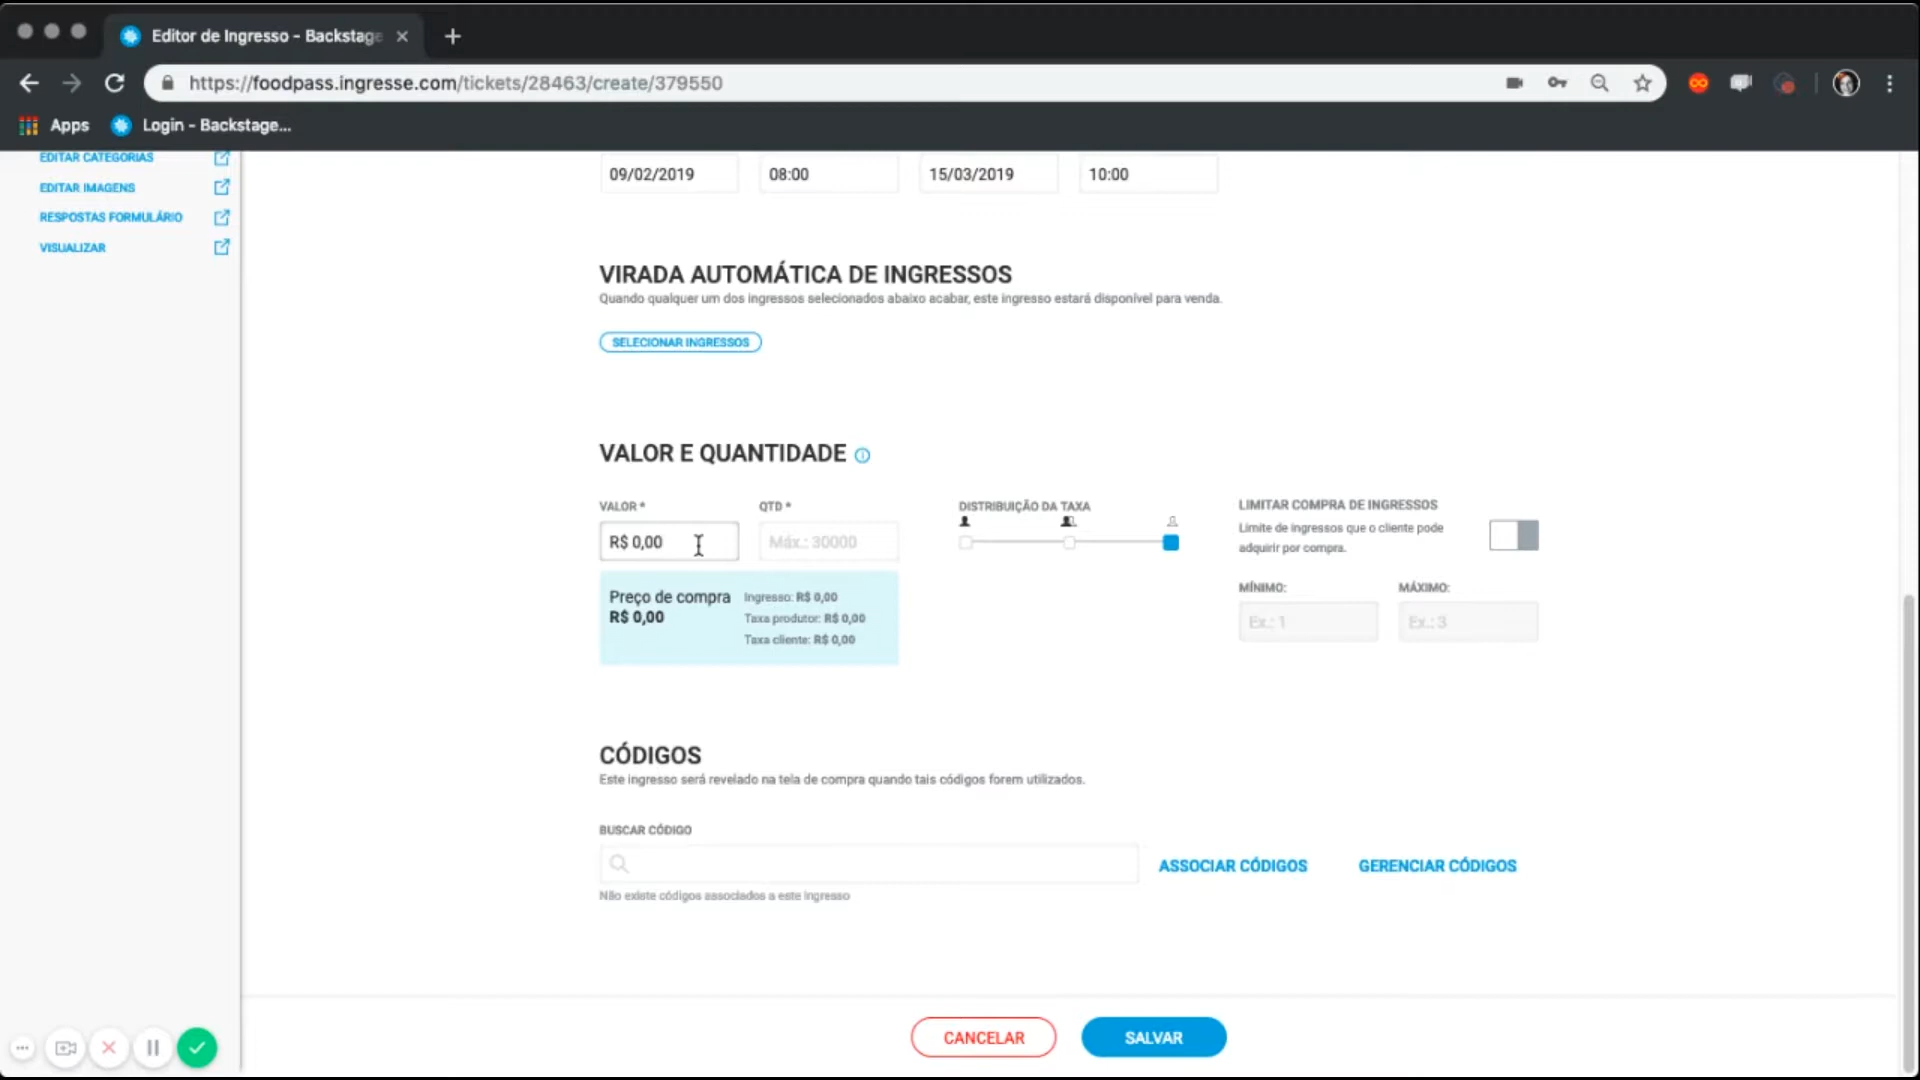 Editor de Ingresso - Backstage
https://foodpass.ingresse.com/tickets/28463/create/379550
Apps
Login - Backstage...
EDITAR CATEGORIAS
EDITAR IMAGENS
RESPOSTAS FORMULÁRIO
VISUALIZAR
09/02/2019
08:00
15/03/2019
10:00
VIRADA AUTOMÁTICA DE INGRESSOS
Quando qualquer um dos ingressos selecionados abaixo acabar, este ingresso estará disponível para venda.
SELECIONAR INGRESSOS
VALOR E QUANTIDADE
VALOR *
QTD *
R$ 0,00
Máx.: 30000
Preço de compra
R$ 0,00
Ingresso: R$ 0,00
Taxa produtor: R$ 0,00
Taxa cliente: R$ 0,00
DISTRIBUIÇÃO DA TAXA
LIMITAR COMPRA DE INGRESSOS
Limite de ingressos que o cliente pode
adquirir por compra.
MÍNIMO:
MÁXIMO:
Ex.: 1
Ex.: 3
CÓDIGOS
Este ingresso será revelado na tela de compra quando tais códigos forem utilizados.
BUSCAR CÓDIGO
ASSOCIAR CÓDIGOS
GERENCIAR CÓDIGOS
Não existe códigos associados a este ingresso
CANCELAR
SALVAR